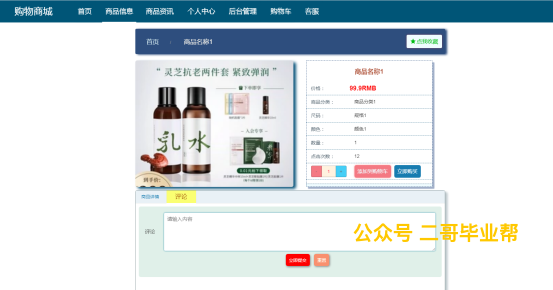 购物商城 首页 商品信息 商品资讯 个人中心 后台管理 购物车 客服
首页 商品名称1 ★ 点我收藏
“灵芝抗老两件套 紧致弹润”
乳 水
商品名称1
价格： 99.9RMB
商品分类： 商品分类1
尺码： 规格1
颜色： 颜色1
数量： 1
点击次数： 12
添加到购物车 立即购买
商品详情 评论
评论 请输入内容
公众号 二哥毕业帮
立即提交 重置